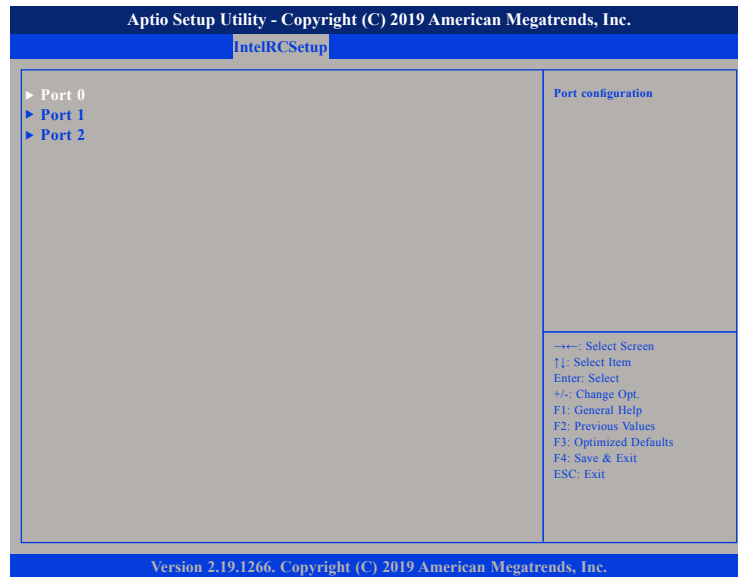 Aptio Setup Utility - Copyright (C) 2019 American Megatrends, Inc.
IntelRCSetup
► Port 0
► Port 1
► Port 2
Port configuration
→←: Select Screen
↑↓: Select Item
Enter: Select
+/-: Change Opt.
F1: General Help
F2: Previous Values
F3: Optimized Defaults
F4: Save & Exit
ESC: Exit
Version 2.19.1266. Copyright (C) 2019 American Megatrends, Inc.